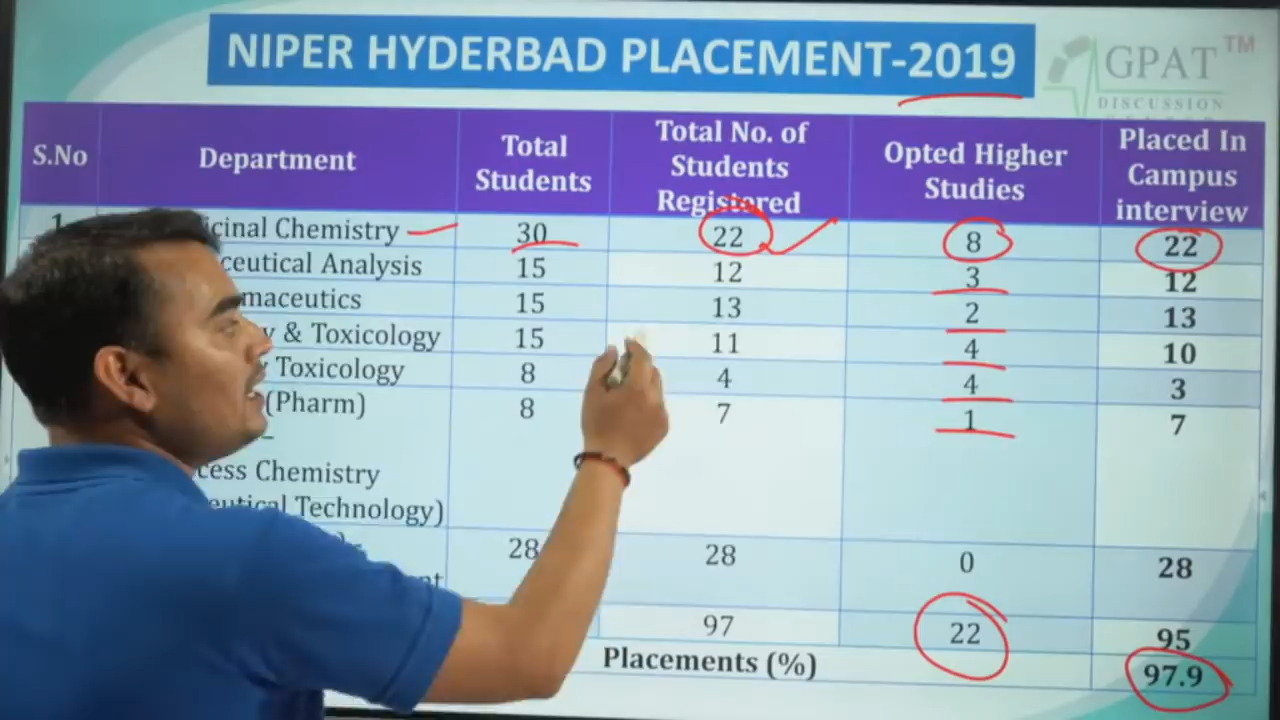 NIPER HYDERBAD PLACEMENT-2019
GPAT TM
DISCUSSION
S.No Department Total Students Total No. of Students Registered Opted Higher Studies Placed In Campus interview
1 icinal Chemistry 30 22 8 22
ceutical Analysis 15 12 3 12
maceutics 15 13 2 13
y & Toxicology 15 11 4 10
y Toxicology 8 4 4 3
(Pharm) – 8 7 1 7
cess Chemistry
eutical Technology)
)- 28 28 0 28
nt
97 22 95
Placements (%) 97.9